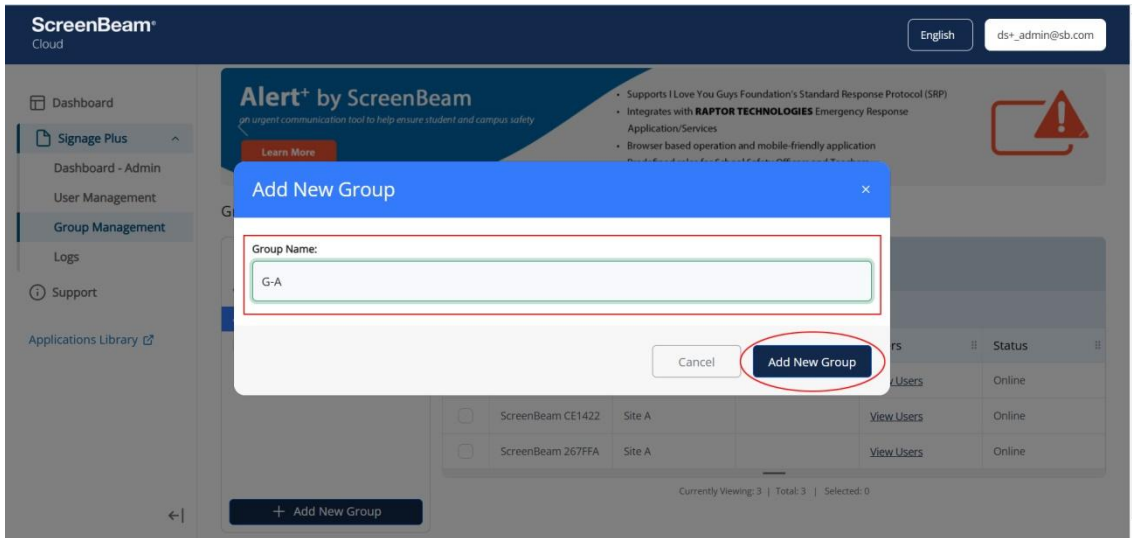 ScreenBeam®
Cloud
English
ds+_admin@sb.com
Dashboard
Signage Plus
Dashboard - Admin
User Management
Group Management
Logs
Support
Applications Library
Alert+ by ScreenBeam
an urgent communication tool to help ensure student and campus safety
Learn More
• Supports I Love You Guys Foundation's Standard Response Protocol (SRP)
• Integrates with RAPTOR TECHNOLOGIES Emergency Response
Application/Services
• Browser based operation and mobile-friendly application
Add New Group
×
Group Name:
G-A
Cancel
Add New Group
Status
Online
ScreenBeam CE1422 Site A View Users Online
ScreenBeam 267FFA Site A View Users Online
Currently Viewing: 3 | Total: 3 | Selected: 0
+ Add New Group